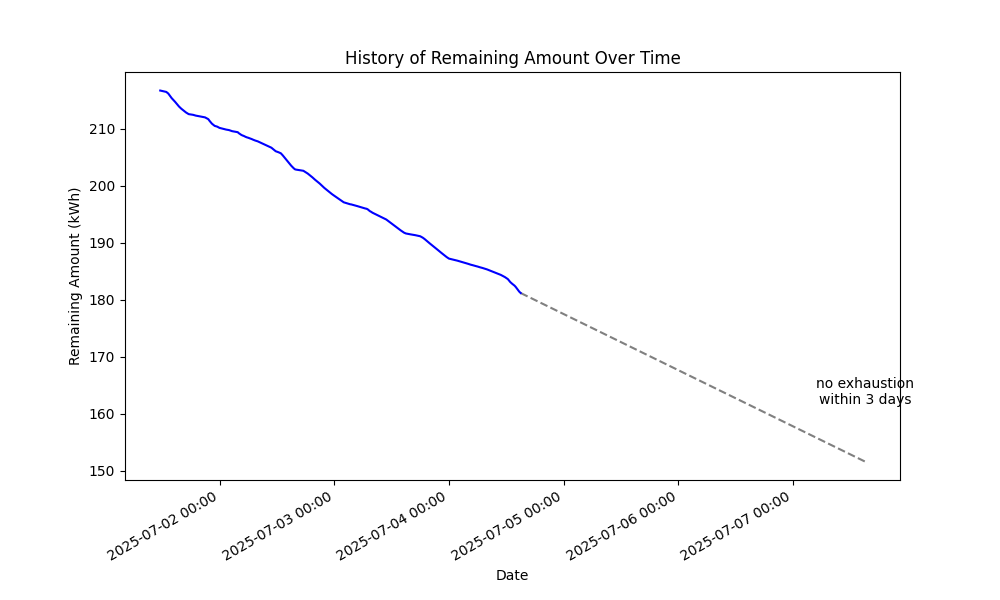 History of Remaining Amount Over Time
Remaining Amount (kWh)
210
200
190
180
170
160
150
no exhaustion
within 3 days
2025-07-02 00:00
2025-07-03 00:00
2025-07-04 00:00
2025-07-05 00:00
2025-07-06 00:00
2025-07-07 00:00
Date